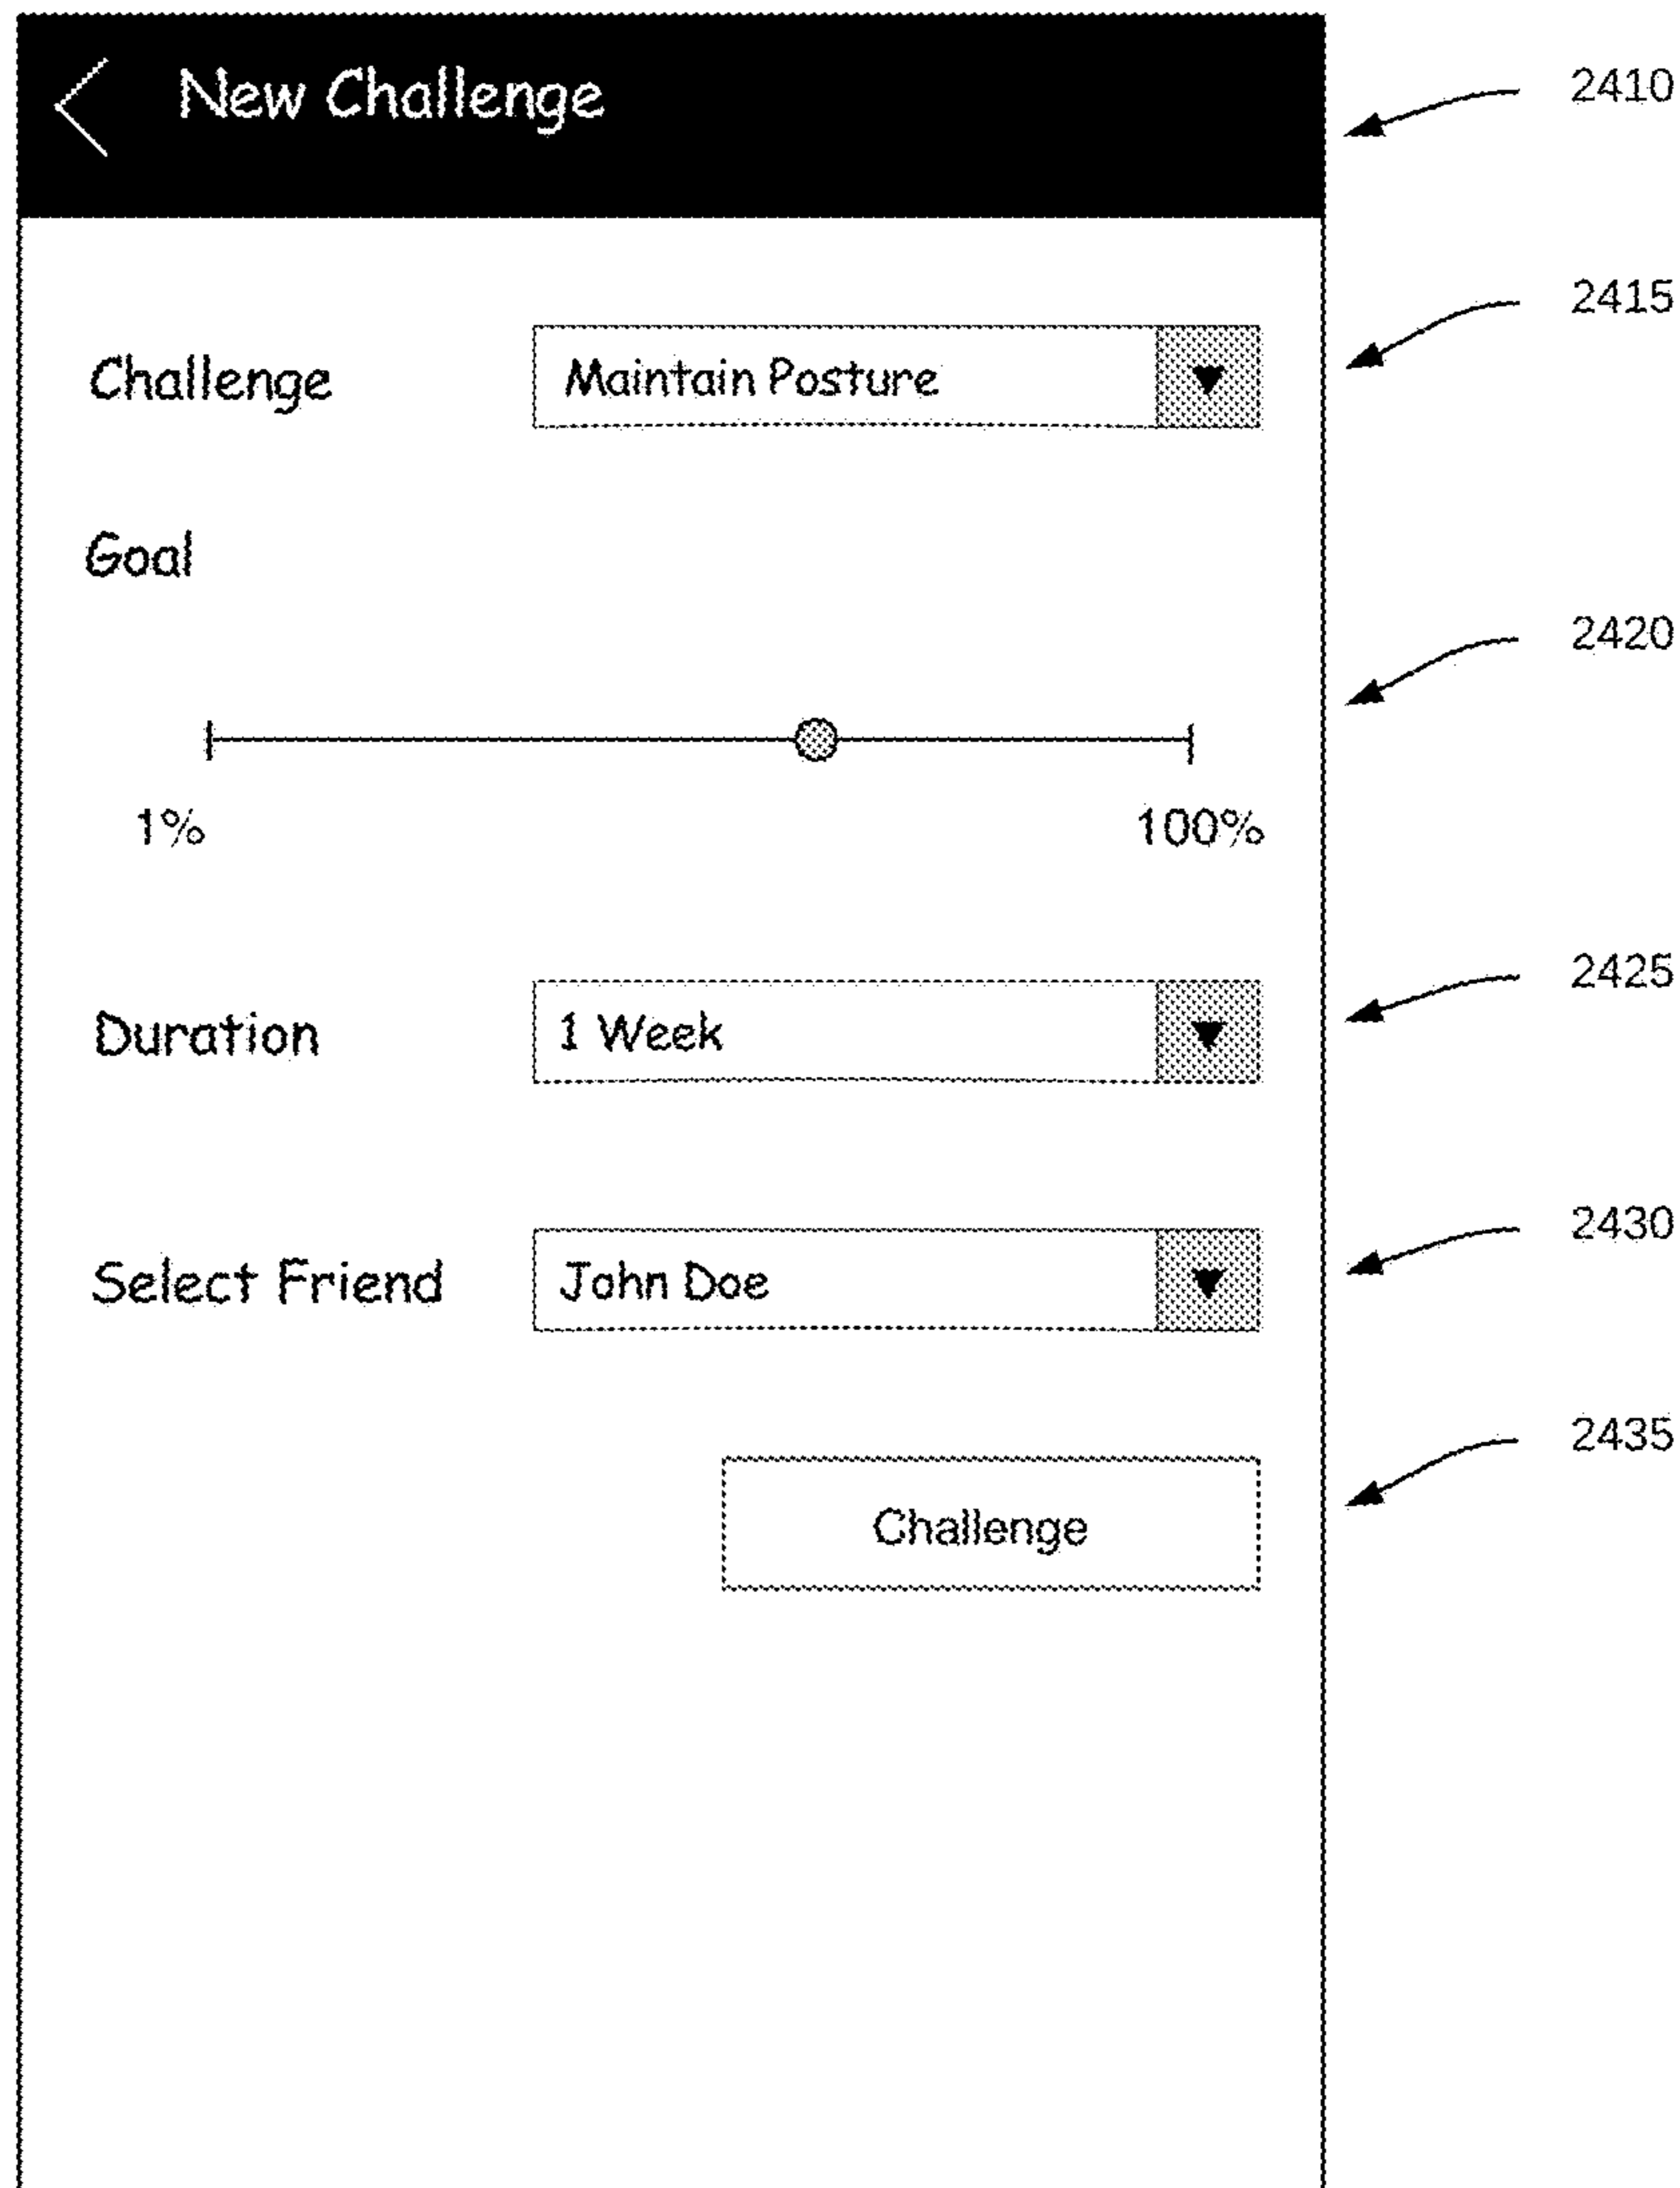 New Challenge
2410
2415
Challenge
Maintain Posture
Goal
2420
1%
100%
2425
Duration
1 Week
2430
Select Friend
John Doe
2435
Challenge